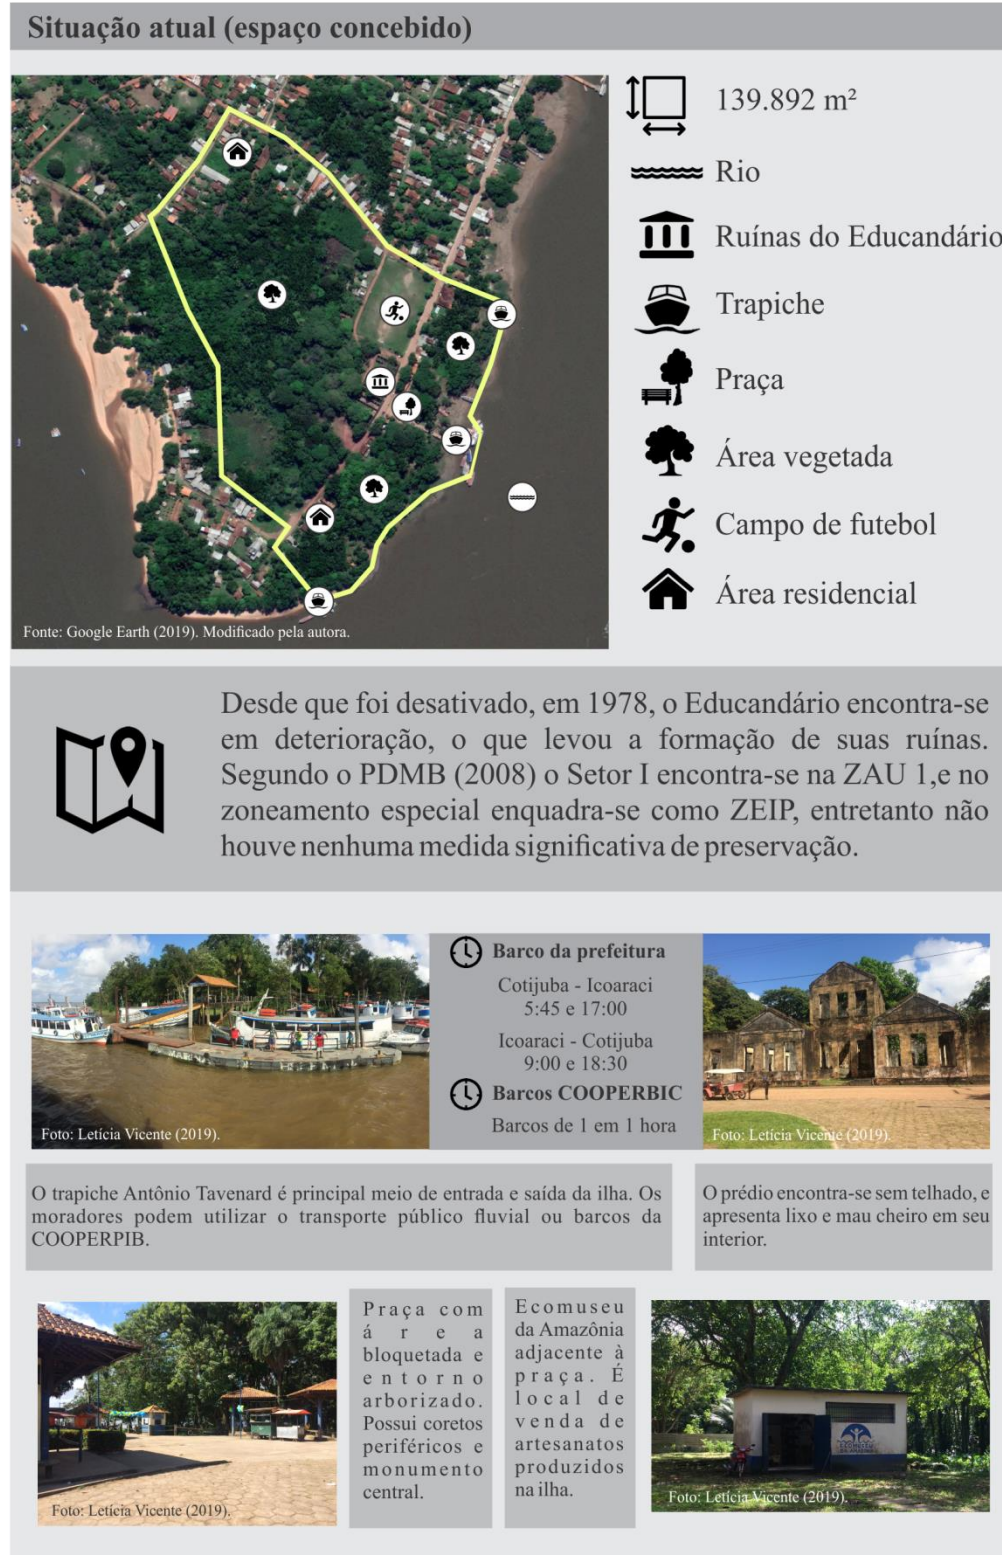 Situação atual (espaço concebido)
139.892 m²
Rio
Ruínas do Educandário
Trapiche
Praça
Área vegetada
Campo de futebol
Área residencial
Fonte: Google Earth (2019). Modificado pela autora.
Desde que foi desativado, em 1978, o Educandário encontra-se
em deterioração, o que levou a formação de suas ruínas.
Segundo o PDMB (2008) o Setor I encontra-se na ZAU 1,e no
zoneamento especial enquadra-se como ZEIP, entretanto não
houve nenhuma medida significativa de preservação.
Foto: Letícia Vicente (2019).
Barco da prefeitura
Cotijuba - Icoaraci
5:45 e 17:00
Icoaraci - Cotijuba
9:00 e 18:30
Barcos COOPERBIC
Barcos de 1 em 1 hora
Foto: Letícia Vicente (2019).
O trapiche Antônio Tavenard é principal meio de entrada e saída da ilha. Os
moradores podem utilizar o transporte público fluvial ou barcos da
COOPERPIB.
O prédio encontra-se sem telhado, e
apresenta lixo e mau cheiro em seu
interior.
Foto: Letícia Vicente (2019).
Praça com
área
bloquetada e
entorno
arborizado.
Possui coretos
periféricos e
monumento
central.
Ecomuseu
da Amazônia
adjacente à
praça. É
local de
venda de
artesanatos
produzidos
na ilha.
ECOMUSEU
DA AMAZÔNIA
Foto: Letícia Vicente (2019).